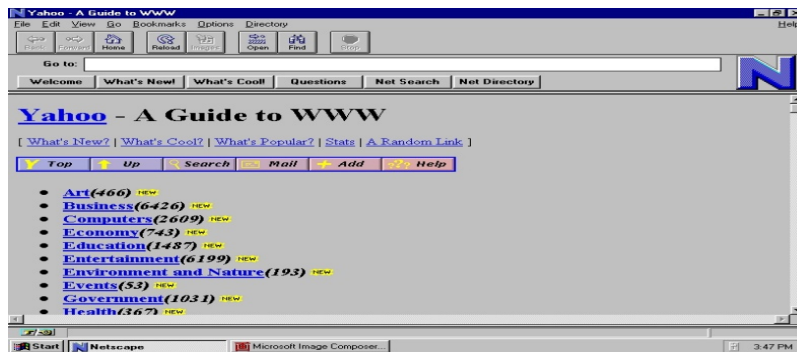 Yahoo - A Guide to WWW
File Edit View Go Bookmarks Options Directory Help
Back Forward Home Reload Images Open Find Stop
Go to:
Welcome What's New! What's Cool! Questions Net Search Net Directory
Yahoo - A Guide to WWW
[ What's New? | What's Cool? | What's Popular? | Stats | A Random Link ]
Top Up Search Mail Add Help
Art(466) NEW
Business(6426) NEW
Computers(2609) NEW
Economy(743) NEW
Education(1487) NEW
Entertainment(6199) NEW
Environment and Nature(193) NEW
Events(53) NEW
Government(1031) NEW
Health(367) NEW
Start Netscape Microsoft Image Composer... 3:47 PM